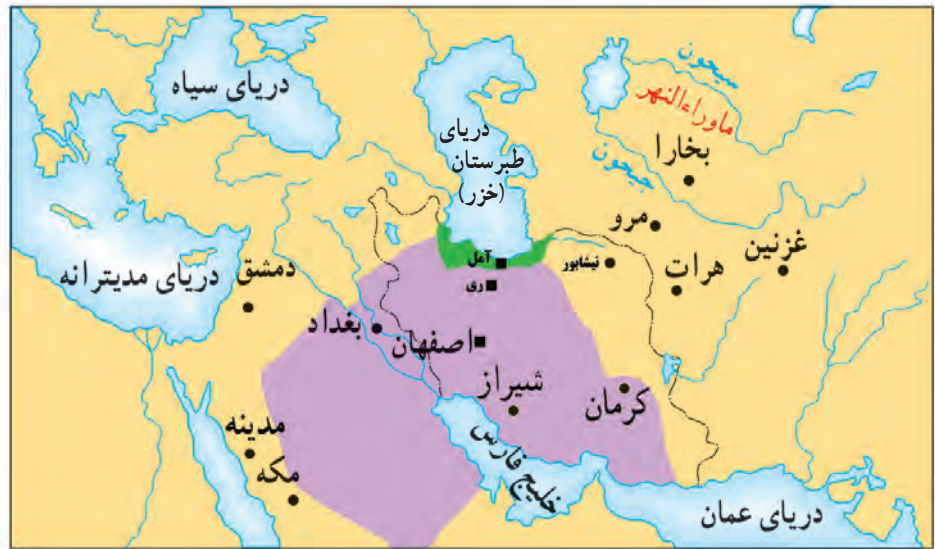 دریای سیاه
سیحون
ماوراءالنهر
دریای
طبرستان
(خزر)
بخارا
جیحون
مرو
غزنین
دریای مدیترانه
دمشق
آمل
نیشابور
هرات
ری
بغداد
اصفهان
شیراز
کرمان
مدینه
مکه
خلیج فارس
دریای عمان